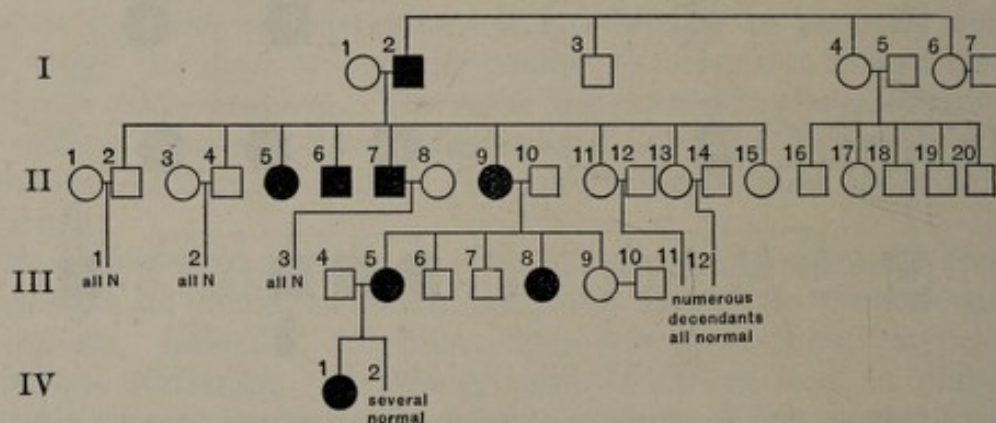 1 2 3 4 5 6 7
I
1 2 3 4 5 6 7 8 9 10 11 12 13 14 15 16 17 18 19 20
II
1 2 3 4 5 6 7 8 9 10 11 12
III
all N all N all N
numerous
decendants
all normal
1 2
IV
several
normal